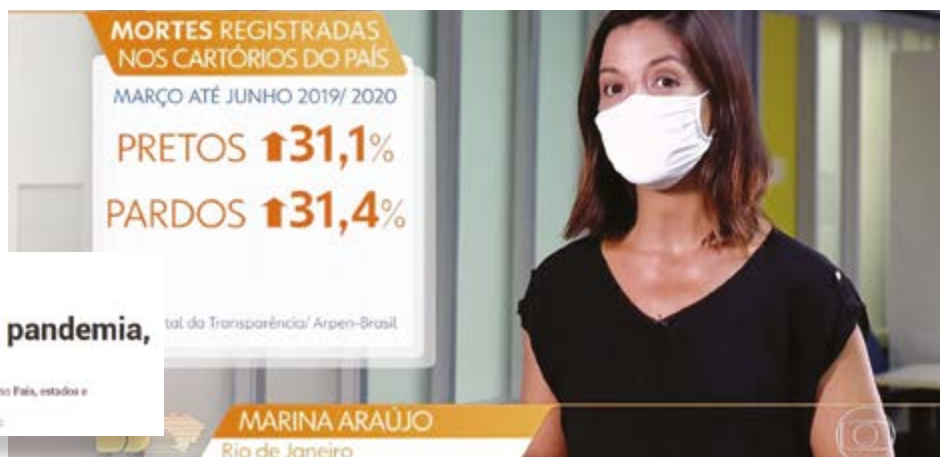 MORTES REGISTRADAS
NOS CARTÓRIOS DO PAÍS
MARÇO ATÉ JUNHO 2019/ 2020
PRETOS 31,1%
PARDOS 31,4%
tal da Transparência/ Arpen-Brasil
pandemia,
no País, estados e
MARINA ARAÚJO
Rio de Janeiro